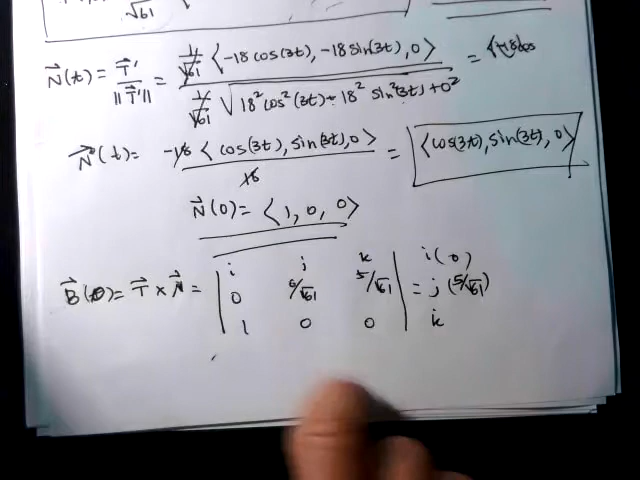 √61
N⃗(t) = T⃗' / ||T⃗'|| = 1/√61 ⟨-18 cos(3t), -18 sin(3t), 0⟩ / 1/√61 √18² cos²(3t) + 18² sin²(3t) + 0² =
N⃗(t) = -18 ⟨cos(3t), sin(3t), 0⟩ / 18 = ⟨cos(3t), sin(3t), 0⟩
N⃗(0) = ⟨1, 0, 0⟩
i j k i(0)
B⃗(0) = T⃗ × N⃗ = 0 6/√61 5/√61 = j(5/√61)
1 0 0 k